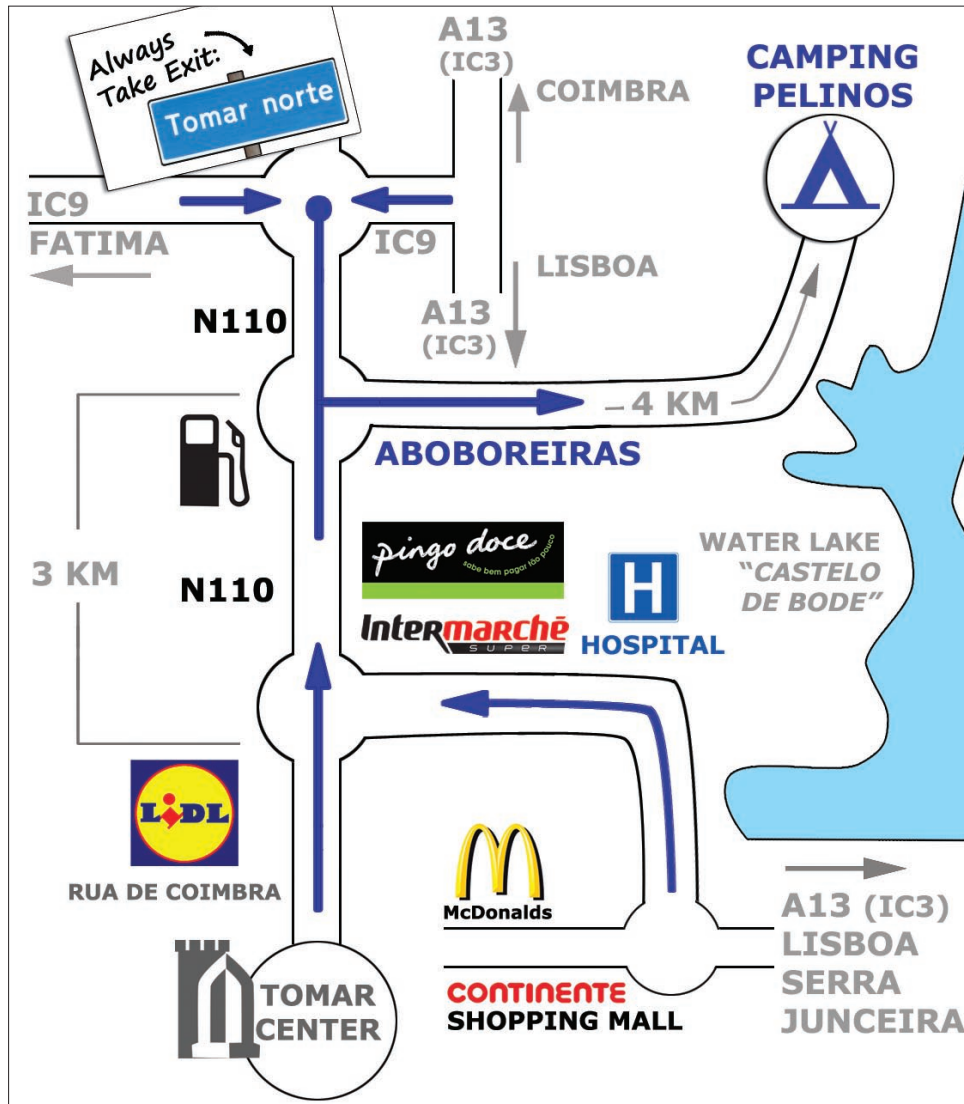 Always
Take Exit:
Tomar norte
A13
(IC3)
COIMBRA
CAMPING
PELINOS
IC9
FATIMA
IC9
LISBOA
N110
A13
(IC3)
4 KM
ABOBOREIRAS
3 KM
N110
pingo doce
sabe bem pagar tão pouco
Intermarchē
SUPER
H
HOSPITAL
WATER LAKE
"CASTELO
DE BODE"
LiDL
RUA DE COIMBRA
McDonalds
A13 (IC3)
LISBOA
SERRA
JUNCEIRA
TOMAR
CENTER
CONTINENTE
SHOPPING MALL